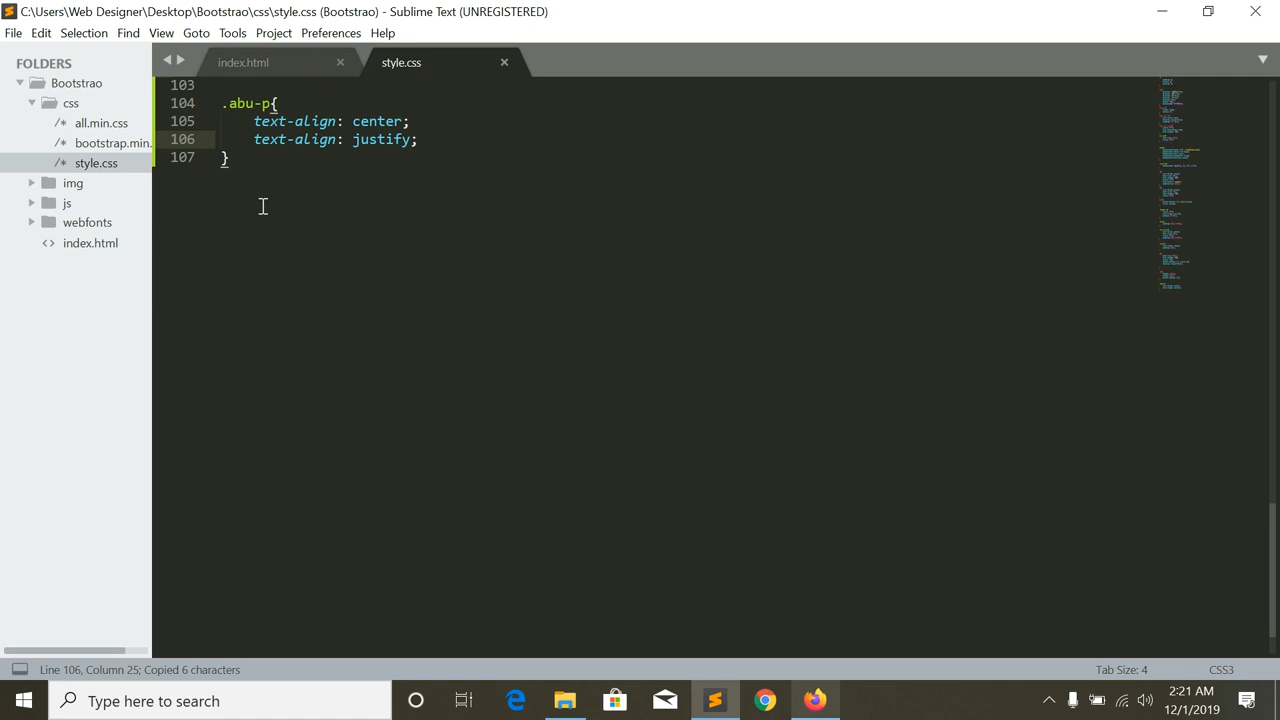 C:\Users\Web Designer\Desktop\Bootstrao\css\style.css (Bootstrao) - Sublime Text (UNREGISTERED)
File Edit Selection Find View Goto Tools Project Preferences Help
FOLDERS
Bootstrao
css
/* all.min.css
/* bootstrap.min.
/* style.css
img
js
webfonts
<> index.html
index.html
style.css
103
104 .abu-p{
105 text-align: center;
106 text-align: justify;
107 }
Line 106, Column 25; Copied 6 characters
Tab Size: 4
CSS3
Type here to search
2:21 AM
12/1/2019